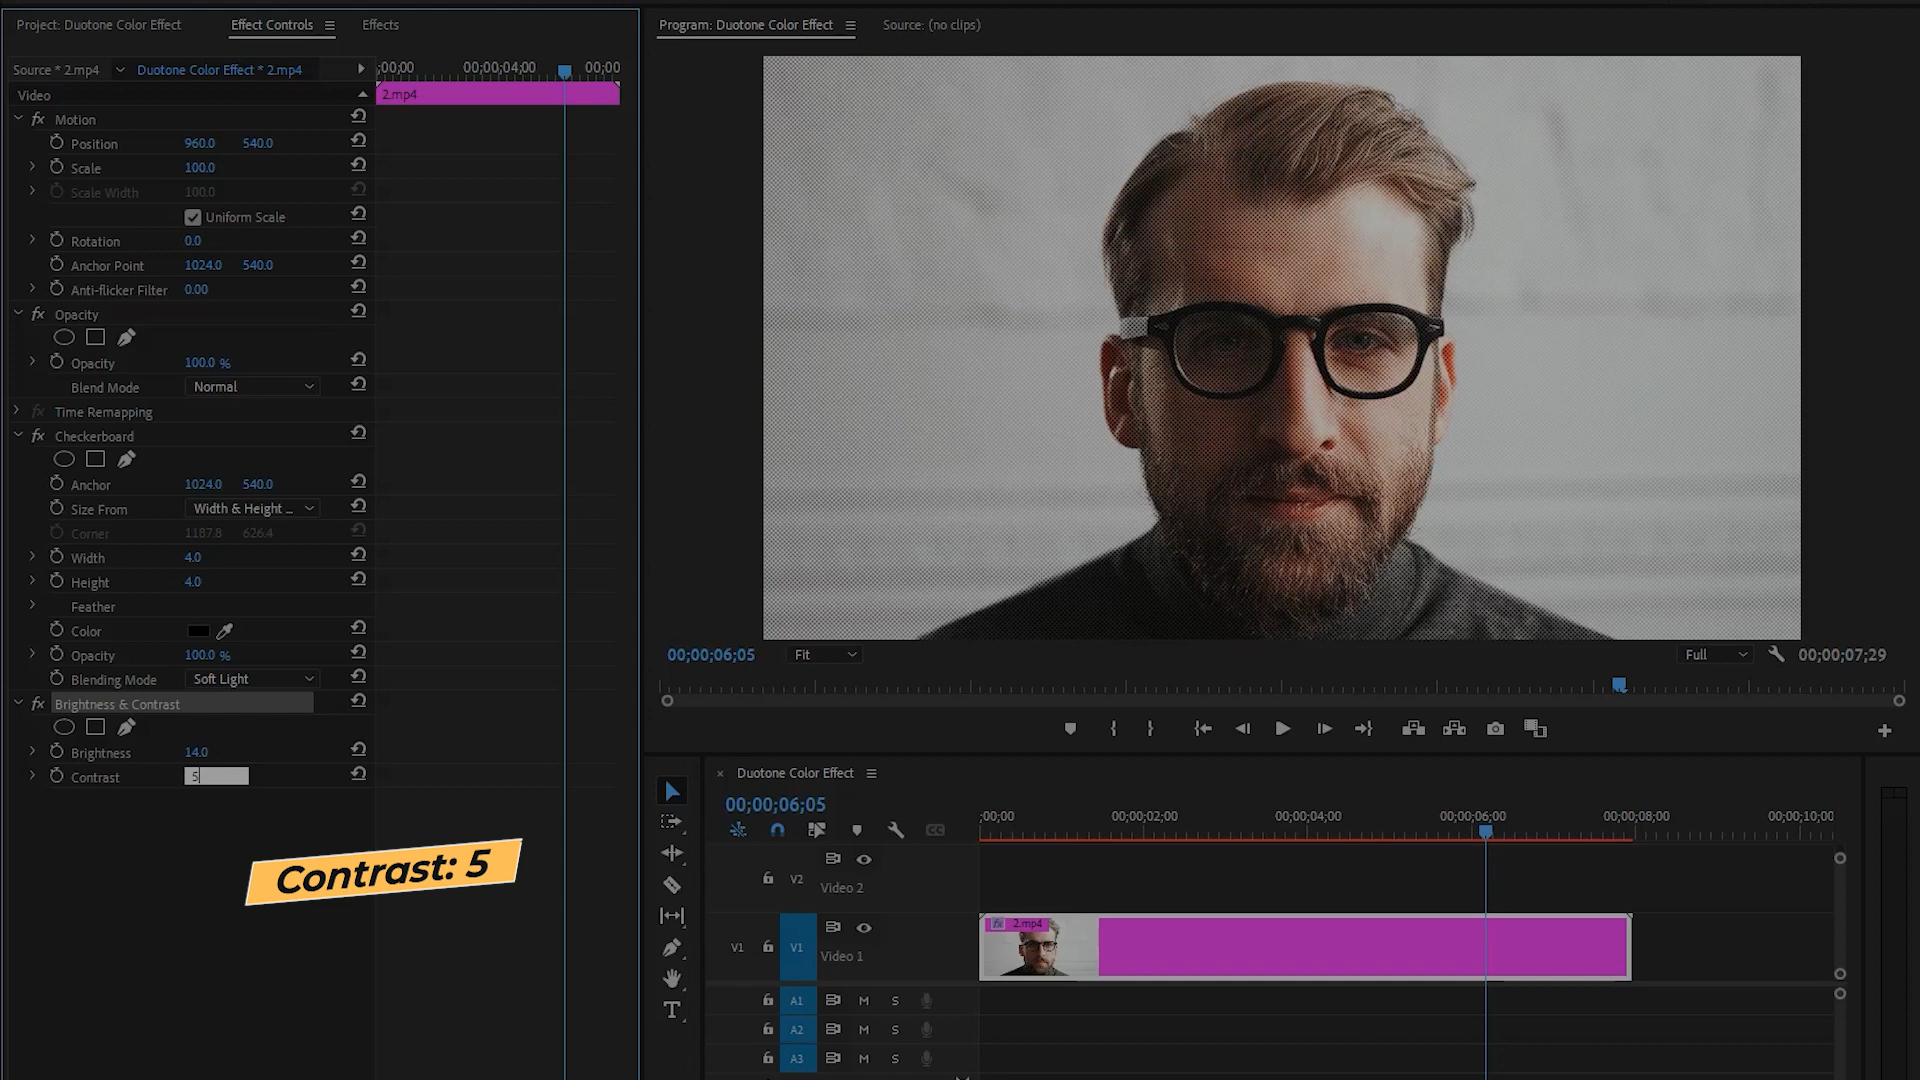 Project: Duotone Color Effect
Effect Controls
Effects
Source * 2.mp4
Duotone Color Effect * 2.mp4
;00;00
00;00;04;00
00;00
Video
2.mp4
fx Motion
Position 960.0 540.0
Scale 100.0
Scale Width 100.0
Uniform Scale
Rotation 0.0
Anchor Point 1024.0 540.0
Anti-flicker Filter 0.00
fx Opacity
Opacity 100.0 %
Blend Mode Normal
fx Time Remapping
fx Checkerboard
Anchor 1024.0 540.0
Size From Width & Height ...
Corner 1187.8 626.4
Width 4.0
Height 4.0
Feather
Color
Opacity 100.0 %
Blending Mode Soft Light
fx Brightness & Contrast
Brightness 14.0
Contrast 5
Contrast: 5
Program: Duotone Color Effect
Source: (no clips)
00;00;06;05
Fit
Full
00;00;07;29
× Duotone Color Effect
00;00;06;05
;00;00
00;00;02;00
00;00;04;00
00;00;06;00
00;00;08;00
00;00;10;00
CC
V2
Video 2
fx 2.mp4
V1
V1
Video 1
A1 M S
A2 M S
A3 M S
T